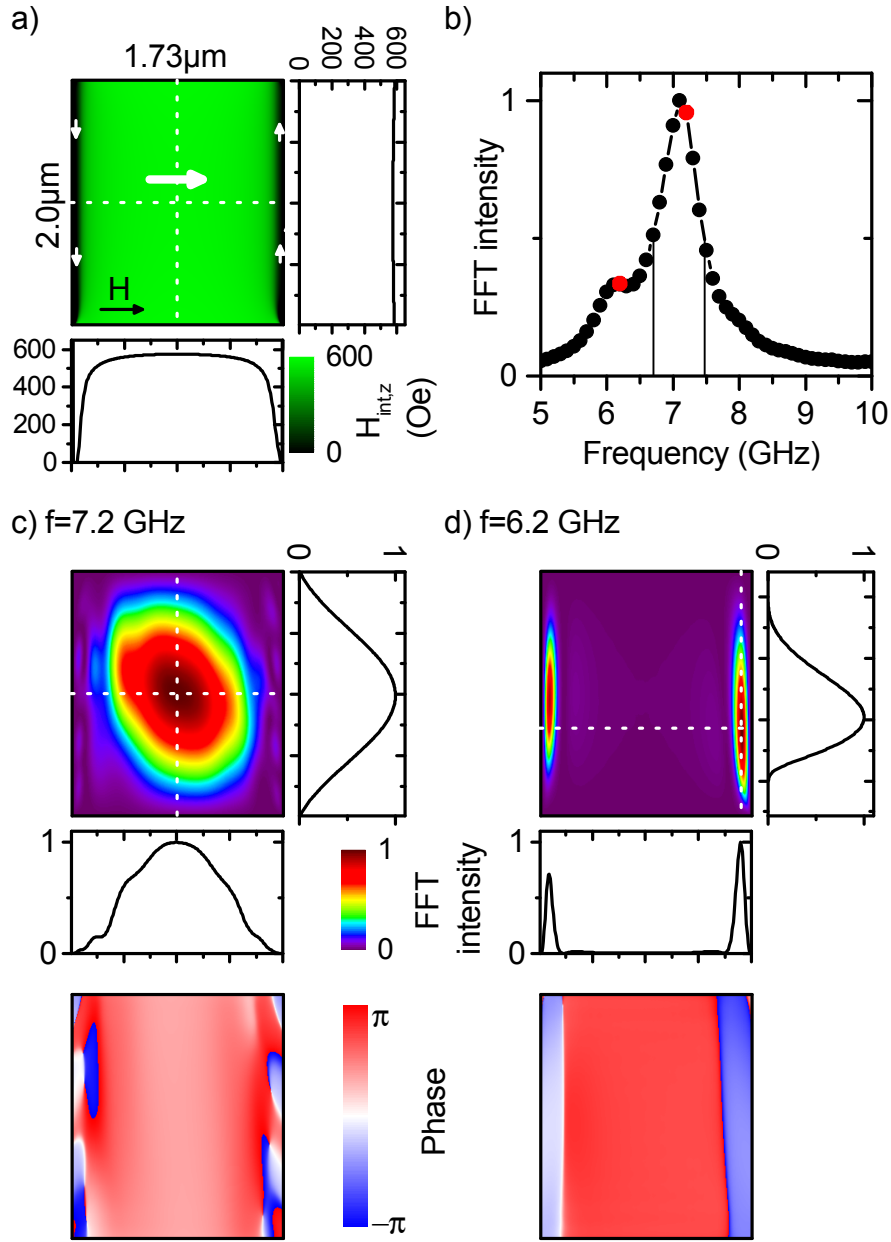 a)
1.73μm
0
200
400
600
2.0μm
H
600
400
200
0
600
0
H int,z
(Oe)
b)
1
0
FFT intensity
5 6 7 8 9 10
Frequency (GHz)
c) f=7.2 GHz
0 1
1
0
1
0
FFT
intensity
π
−π
Phase
d) f=6.2 GHz
0 1
1
0